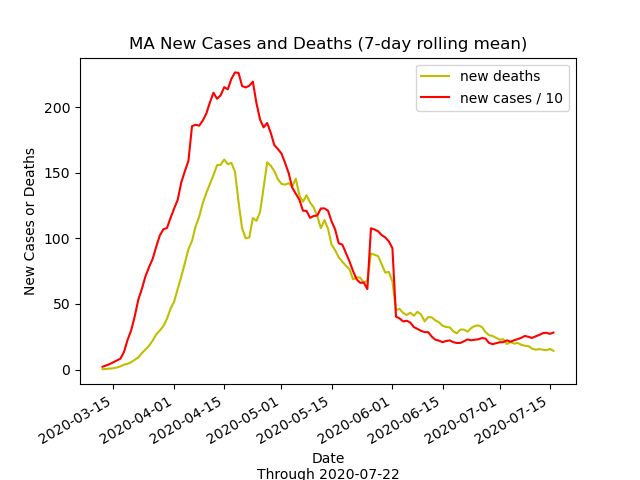 MA New Cases and Deaths (7-day rolling mean)
new deaths
new cases / 10
New Cases or Deaths
200
150
100
50
0
2020-03-15
2020-04-01
2020-04-15
2020-05-01
2020-05-15
2020-06-01
2020-06-15
2020-07-01
2020-07-15
Date
Through 2020-07-22